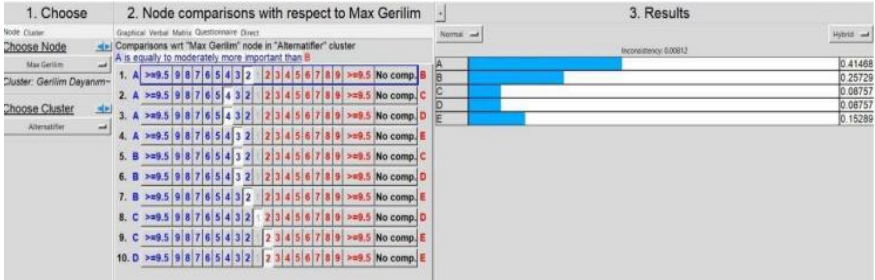 1. Choose
Node Cluster
Choose Node
Max Gerilim
Cluster: Gerilim Dayanım~
Choose Cluster
Alternatifler
2. Node comparisons with respect to Max Gerilim
Graphical Verbal Matrix Questionnaire Direct
Comparisons wrt "Max Gerilim" node in "Alternatifler" cluster
A is equally to moderately more important than B
1. A >=9.5 9 8 7 6 5 4 3 2 1 2 3 4 5 6 7 8 9 >=9.5 No comp. B
2. A >=9.5 9 8 7 6 5 4 3 2 1 2 3 4 5 6 7 8 9 >=9.5 No comp. C
3. A >=9.5 9 8 7 6 5 4 3 2 1 2 3 4 5 6 7 8 9 >=9.5 No comp. D
4. A >=9.5 9 8 7 6 5 4 3 2 1 2 3 4 5 6 7 8 9 >=9.5 No comp. E
5. B >=9.5 9 8 7 6 5 4 3 2 1 2 3 4 5 6 7 8 9 >=9.5 No comp. C
6. B >=9.5 9 8 7 6 5 4 3 2 1 2 3 4 5 6 7 8 9 >=9.5 No comp. D
7. B >=9.5 9 8 7 6 5 4 3 2 1 2 3 4 5 6 7 8 9 >=9.5 No comp. E
8. C >=9.5 9 8 7 6 5 4 3 2 1 2 3 4 5 6 7 8 9 >=9.5 No comp. D
9. C >=9.5 9 8 7 6 5 4 3 2 1 2 3 4 5 6 7 8 9 >=9.5 No comp. E
10. D >=9.5 9 8 7 6 5 4 3 2 1 2 3 4 5 6 7 8 9 >=9.5 No comp. E
3. Results
Normal Hybrid
Inconsistency: 0.00812
A 0.41468
B 0.25729
C 0.08757
D 0.08757
E 0.15289